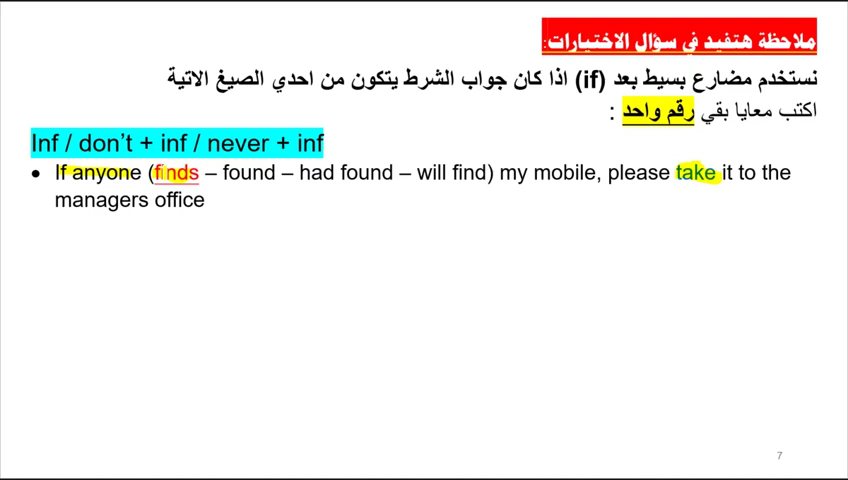 ملاحظة هتفيد في سؤال الاختيارات:
نستخدم مضارع بسيط بعد (if) اذا كان جواب الشرط يتكون من احدي الصيغ الاتية
اكتب معايا بقي رقم واحد :
Inf / don't + inf / never + inf
• If anyone (finds – found – had found – will find) my mobile, please take it to the
managers office
7